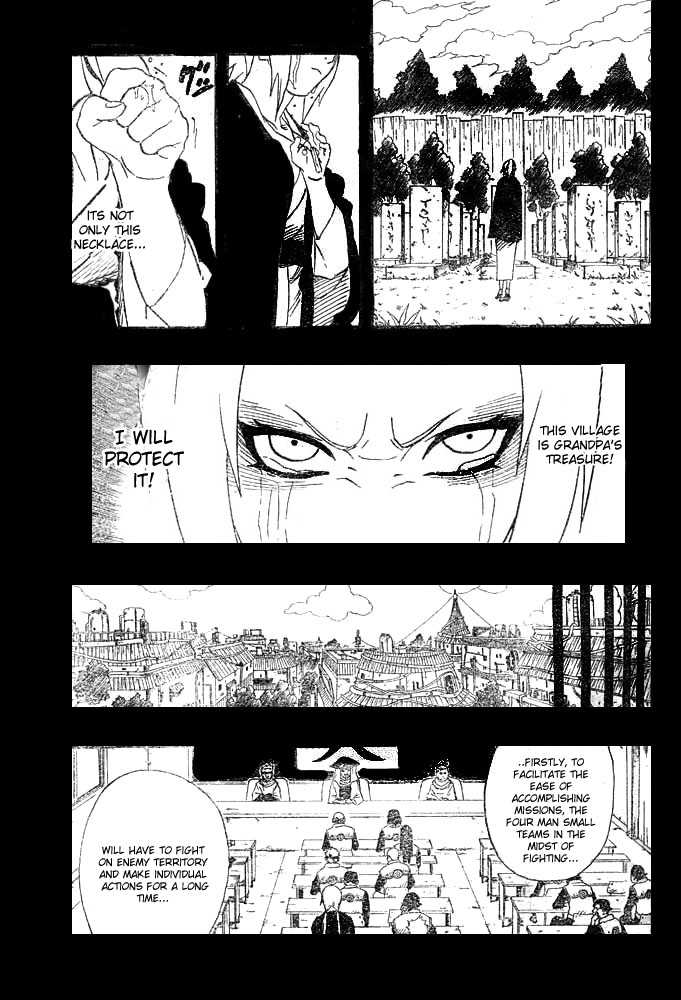 ITS NOT
ONLY THIS
NECKLACE...
THIS VILLAGE
IS GRANDPA'S
TREASURE!
I WILL
PROTECT
IT!
..FIRSTLY, TO
FACILITATE THE
EASE OF
ACCOMPLISHING
MISSIONS, THE
FOUR MAN SMALL
TEAMS IN THE
MIDST OF
FIGHTING...
WILL HAVE TO FIGHT
ON ENEMY TERRITORY
AND MAKE INDIVIDUAL
ACTIONS FOR A LONG
TIME...